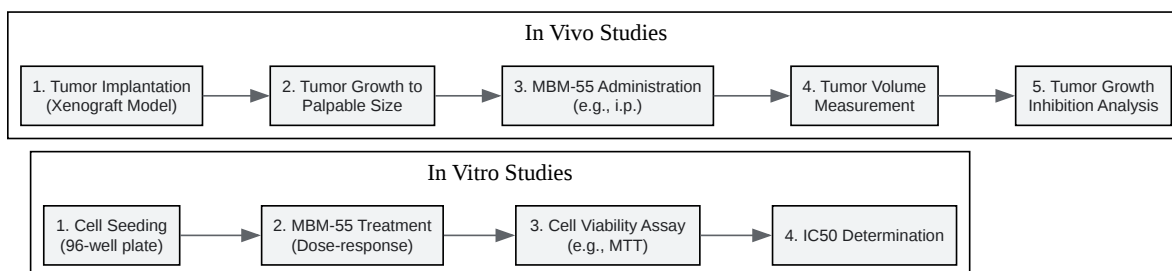 In Vivo Studies
1. Tumor Implantation
(Xenograft Model)
2. Tumor Growth to
Palpable Size
3. MBM-55 Administration
(e.g., i.p.)
4. Tumor Volume
Measurement
5. Tumor Growth
Inhibition Analysis
In Vitro Studies
1. Cell Seeding
(96-well plate)
2. MBM-55 Treatment
(Dose-response)
3. Cell Viability Assay
(e.g., MTT)
4. IC50 Determination